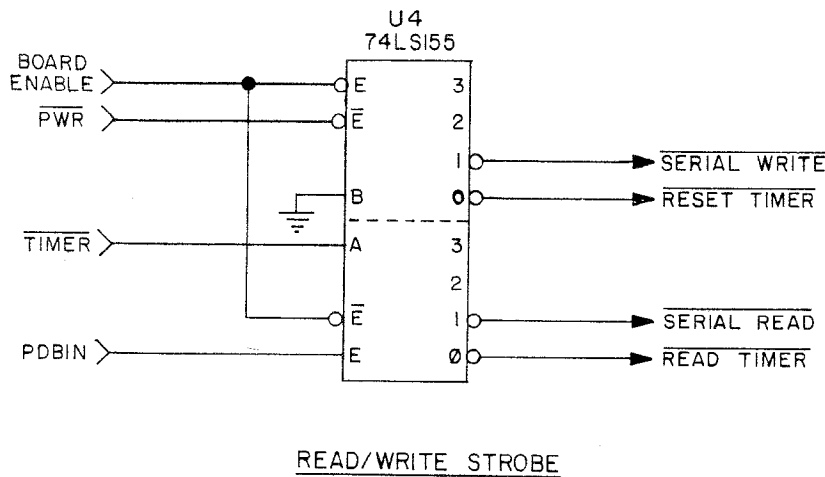 U4
74LS155
BOARD
ENABLE
E 3
PWR
E 2
1 SERIAL WRITE
B 0 RESET TIMER
TIMER
A 3
2
E 1 SERIAL READ
PDBIN
E 0 READ TIMER
READ/WRITE STROBE